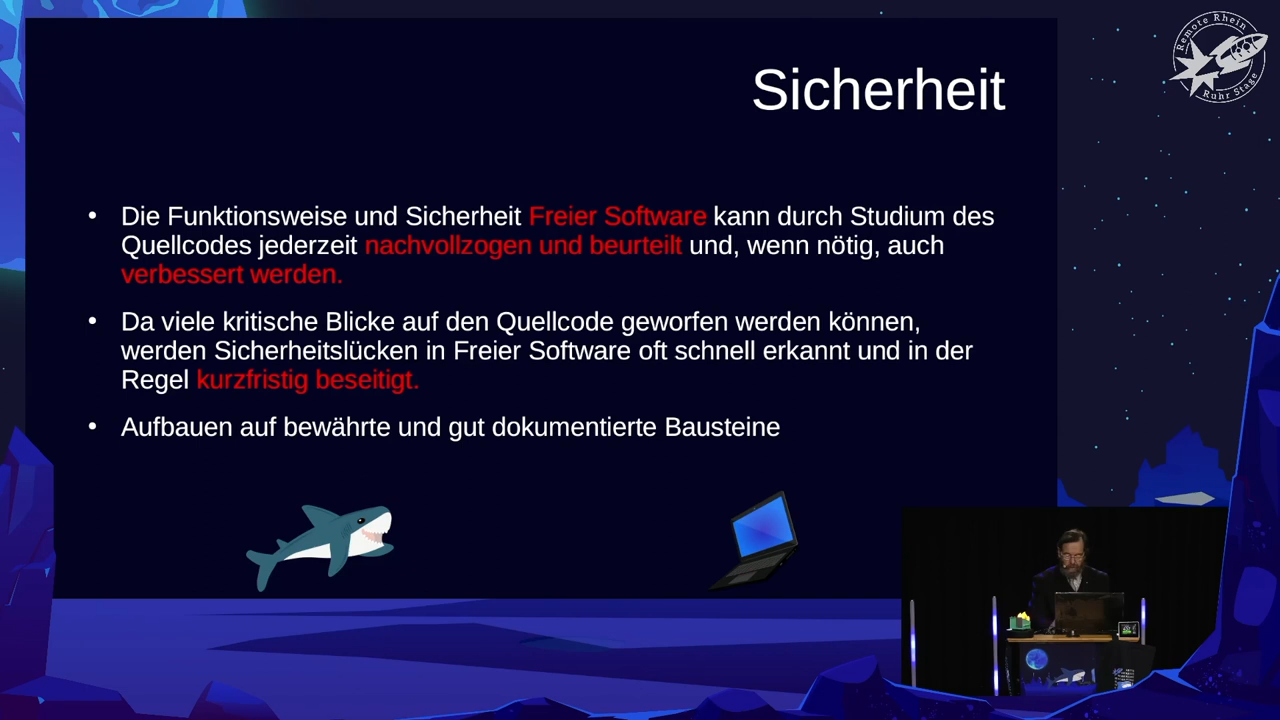 Remote Rhein
Ruhr Stage
Sicherheit
• Die Funktionsweise und Sicherheit Freier Software kann durch Studium des
Quellcodes jederzeit nachvollzogen und beurteilt und, wenn nötig, auch
verbessert werden.
• Da viele kritische Blicke auf den Quellcode geworfen werden können,
werden Sicherheitslücken in Freier Software oft schnell erkannt und in der
Regel kurzfristig beseitigt.
• Aufbauen auf bewährte und gut dokumentierte Bausteine